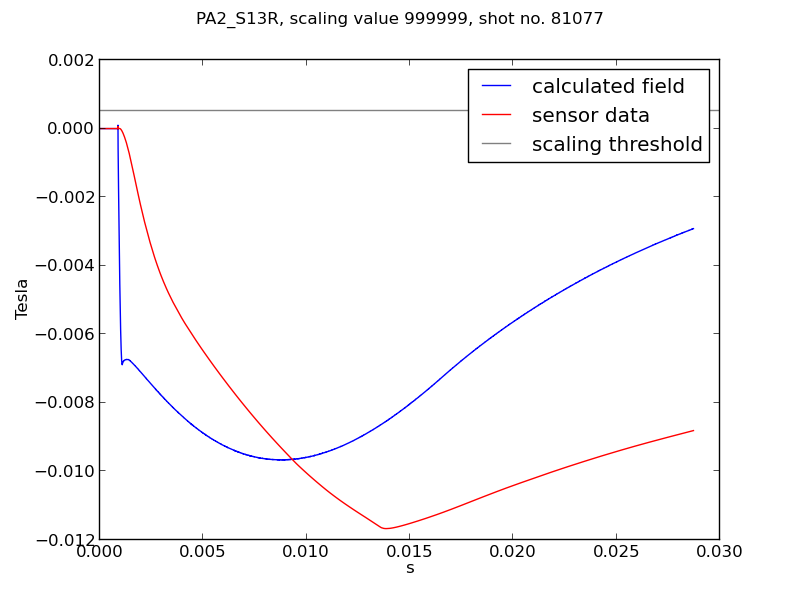 PA2_S13R, scaling value 999999, shot no. 81077
calculated field
sensor data
scaling threshold
Tesla
0.002
0.000
−0.002
−0.004
−0.006
−0.008
−0.010
−0.012
0.000 0.005 0.010 0.015 0.020 0.025 0.030
s